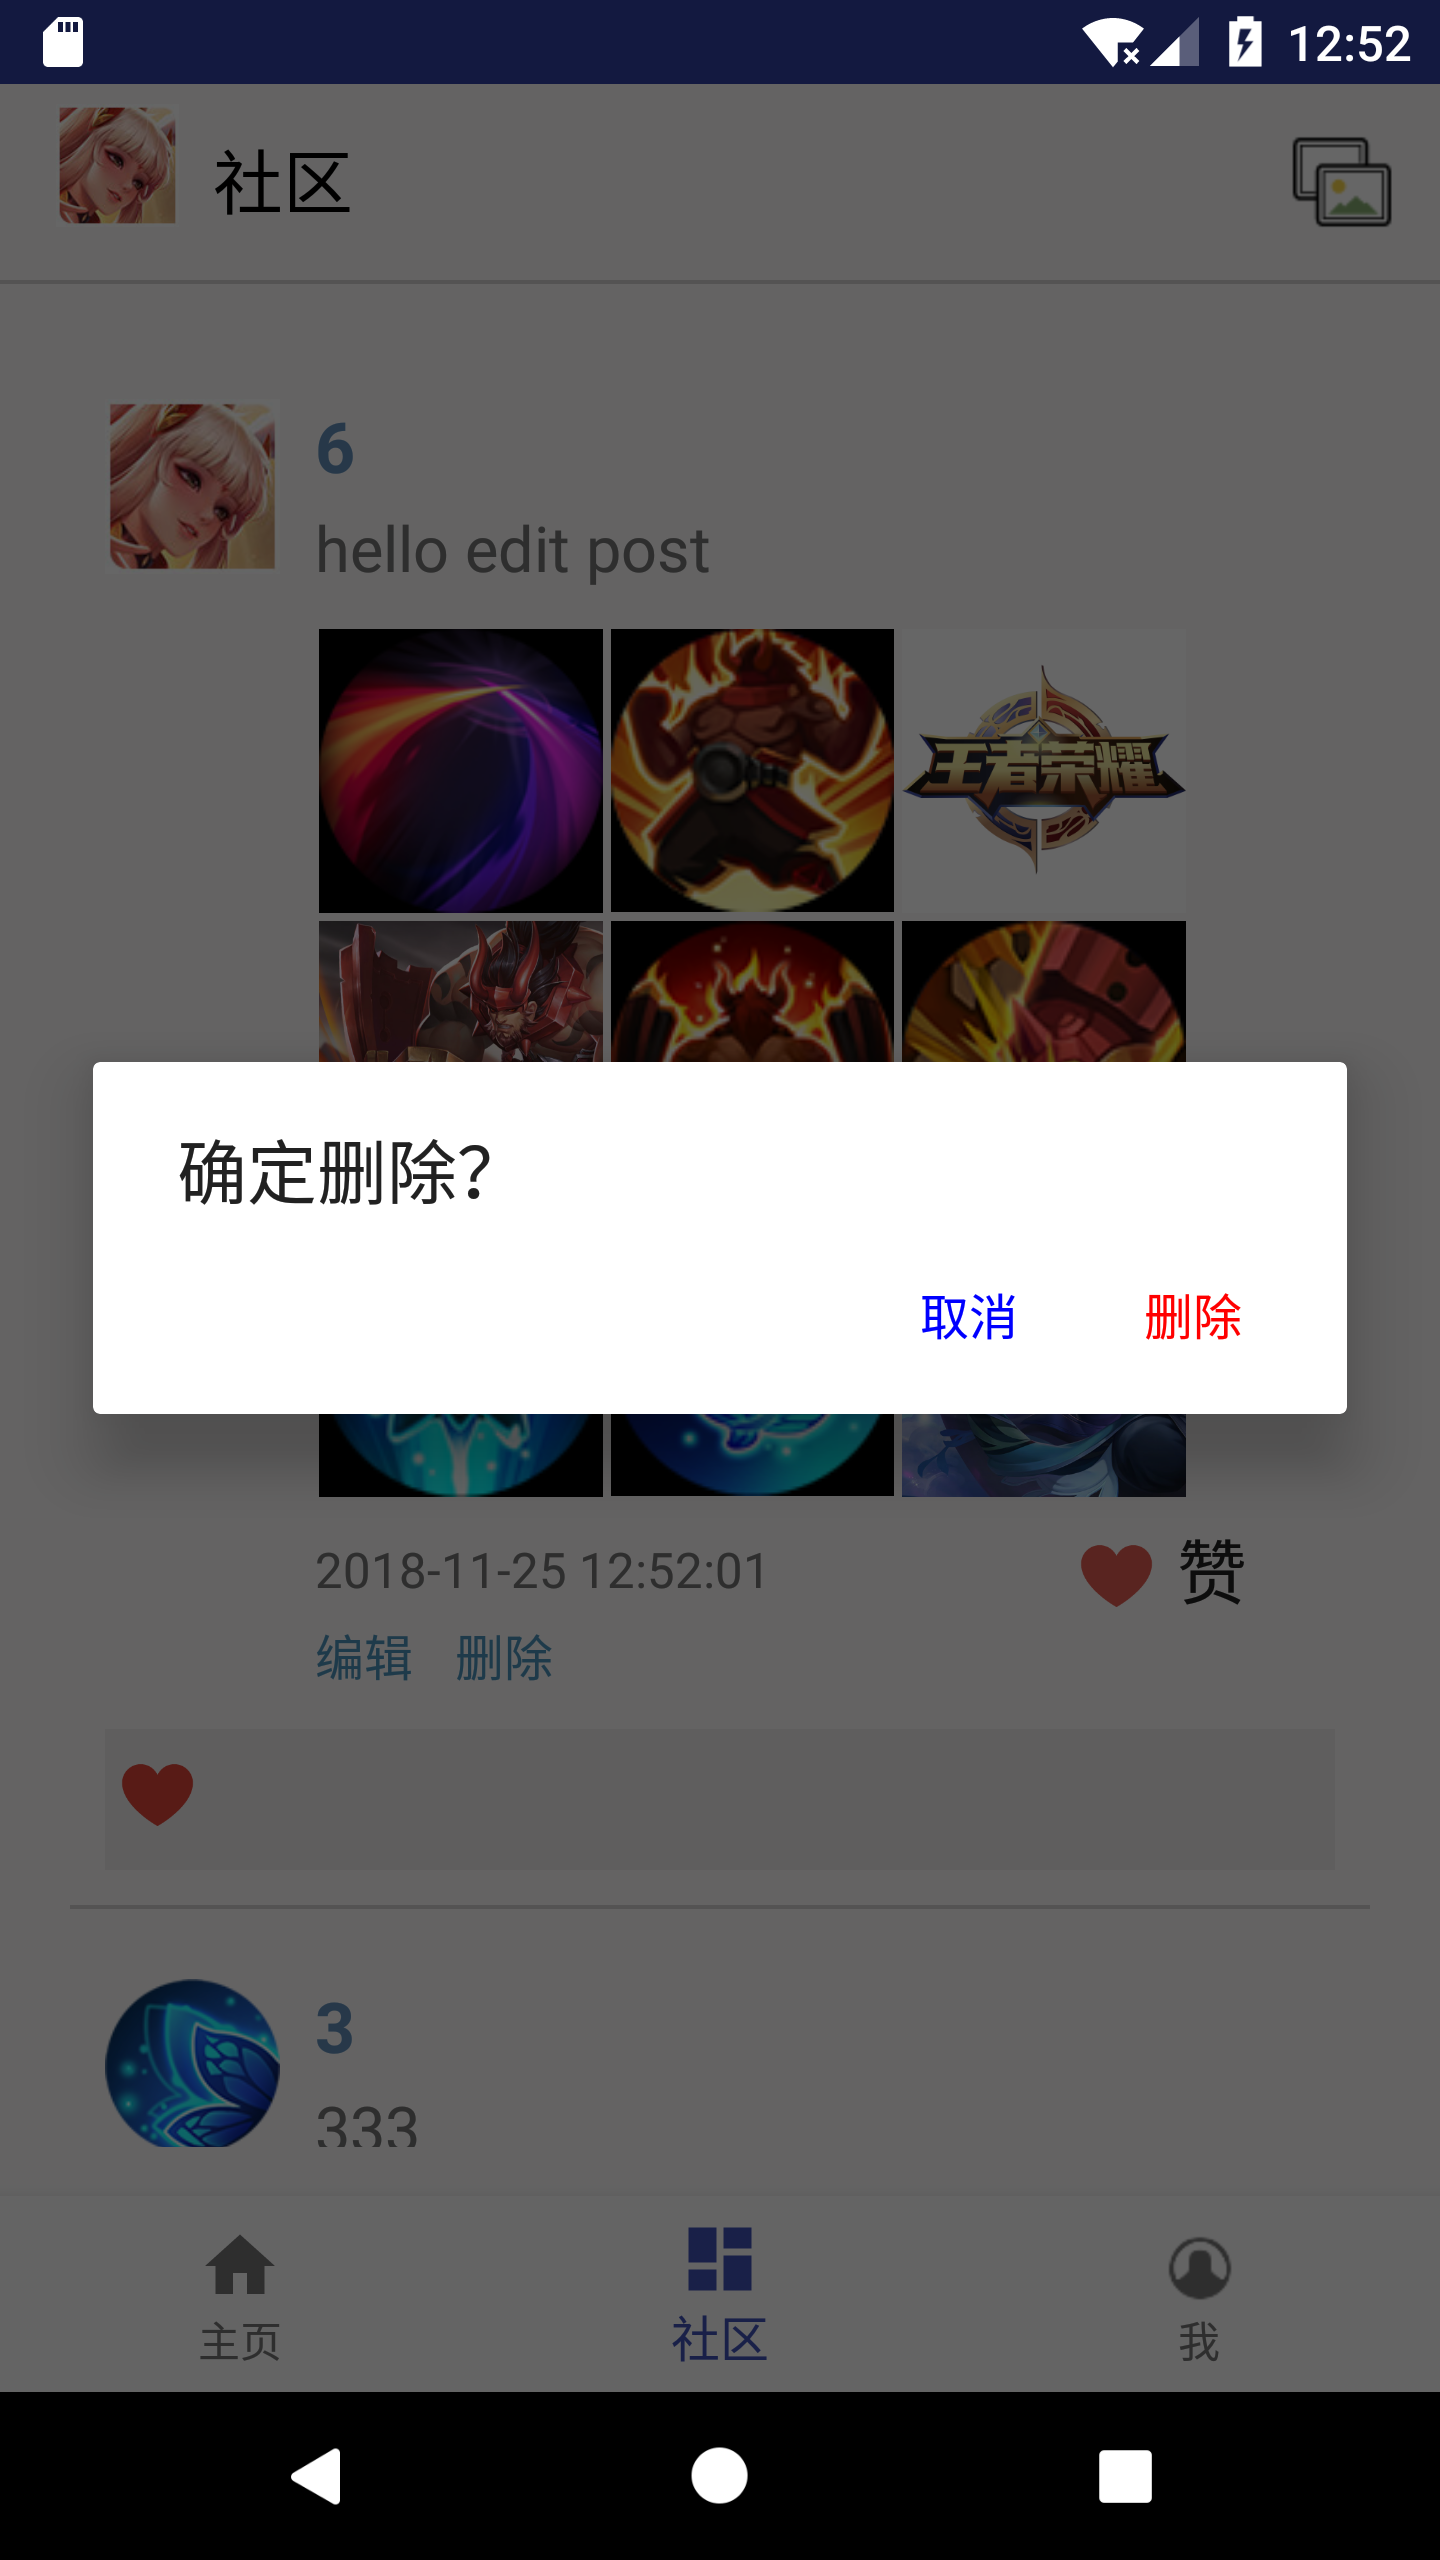 12:52
社区
6
hello edit post
王者荣耀
确定删除？
取消 删除
2018-11-25 12:52:01
赞
编辑 删除
3
333
主页 社区 我